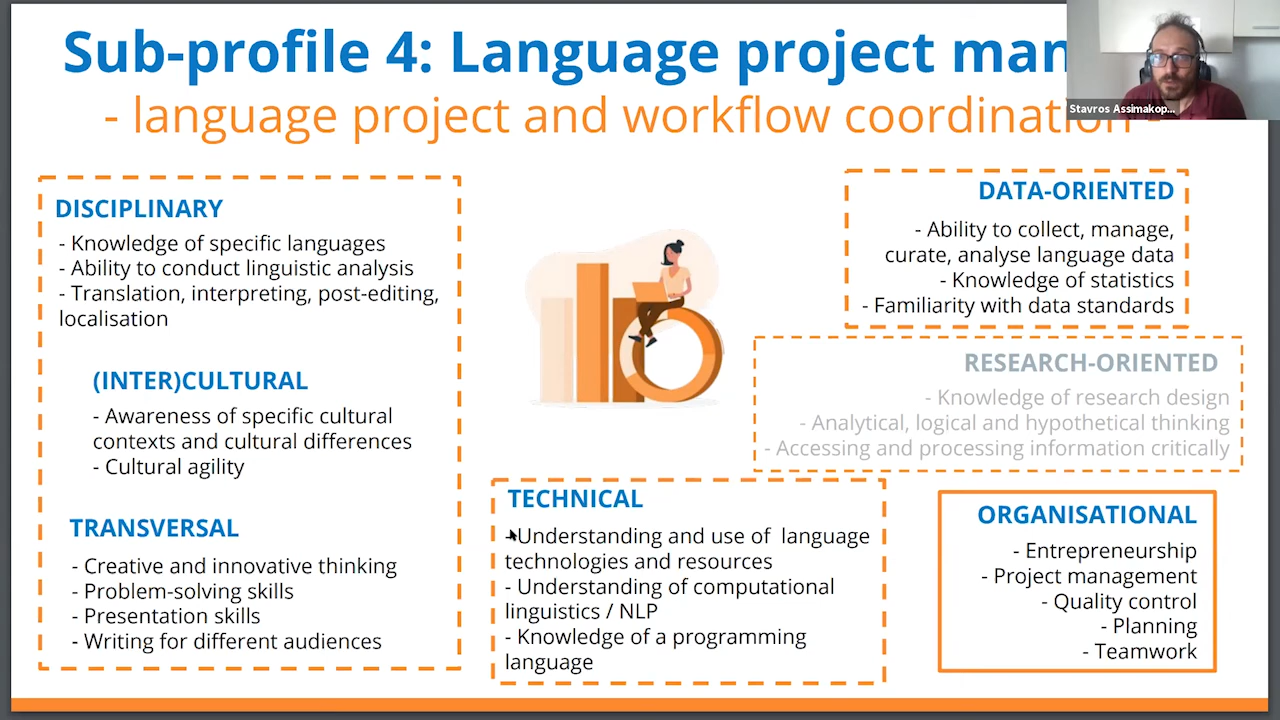 Sub-profile 4: Language project man
- language project and workflow coordination -
Stavros Assimakop...
DISCIPLINARY
- Knowledge of specific languages
- Ability to conduct linguistic analysis
- Translation, interpreting, post-editing,
localisation
(INTER)CULTURAL
- Awareness of specific cultural
contexts and cultural differences
- Cultural agility
TRANSVERSAL
- Creative and innovative thinking
- Problem-solving skills
- Presentation skills
- Writing for different audiences
TECHNICAL
- Understanding and use of language
technologies and resources
- Understanding of computational
linguistics / NLP
- Knowledge of a programming
language
DATA-ORIENTED
- Ability to collect, manage,
curate, analyse language data
- Knowledge of statistics
- Familiarity with data standards
RESEARCH-ORIENTED
- Knowledge of research design
- Analytical, logical and hypothetical thinking
- Accessing and processing information critically
ORGANISATIONAL
- Entrepreneurship
- Project management
- Quality control
- Planning
- Teamwork